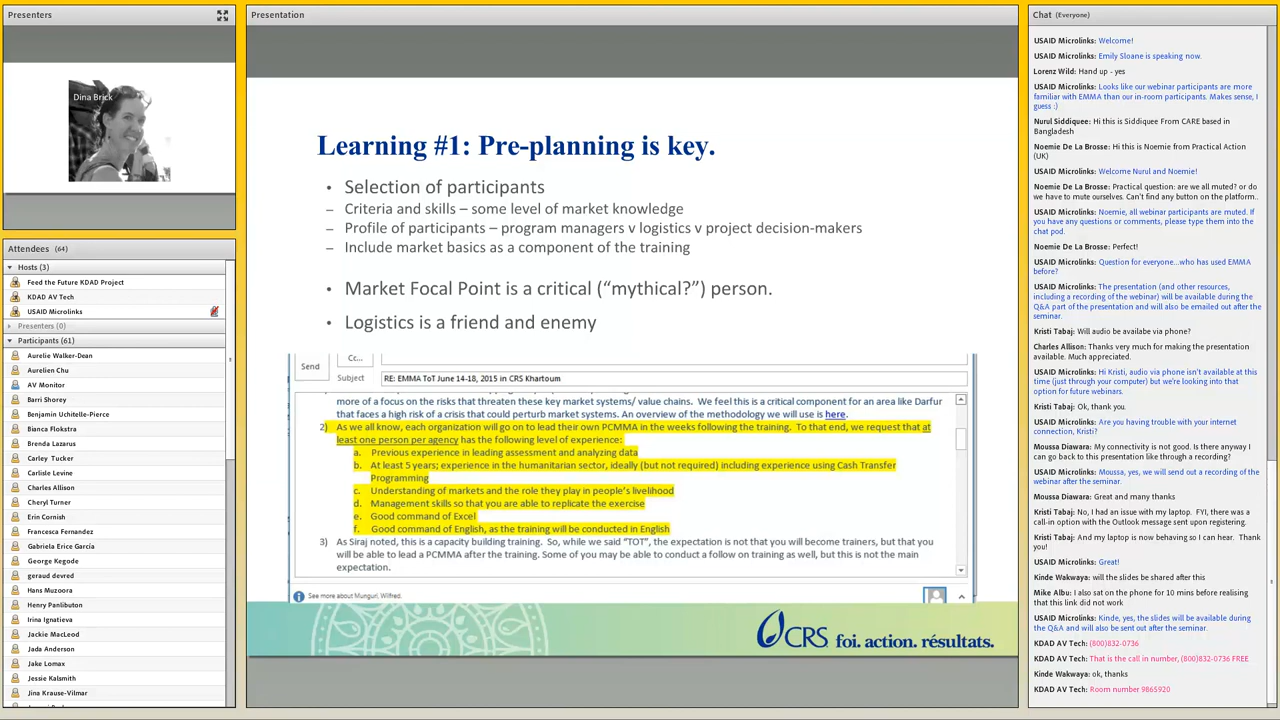 Presenters
Dina Brick
Attendees (64)
Hosts (3)
Feed the Future KDAD Project
KDAD AV Tech
USAID Microlinks
Presenters (0)
Participants (61)
Aurelie Walker-Dean
Aurelien Chu
AV Monitor
Barri Shorey
Benjamin Uchitelle-Pierce
Bianka Fuchs
Brenda Lazarus
Carley Tucker
Carlisle Levine
Charles Allison
Cheryl Turner
Erin Cornish
Francesca Fernandez
Gabriela Erice García
George Kegode
geraud devred
Hans Muzoora
Henry Panlibuton
Irina Ignatieva
Jackie MacLeod
Jada Anderson
Jake Lomax
Jessie Kalsmith
Jina Krause-Vilmar
Presentation
Learning #1: Pre-planning is key.
• Selection of participants
– Criteria and skills – some level of market knowledge
– Profile of participants – program managers v logistics v project decision-makers
– Include market basics as a component of the training
• Market Focal Point is a critical (“mythical?”) person.
• Logistics is a friend and enemy
Send
Cc...
Subject
RE: EMMA ToT June 14-18, 2015 in CRS Khartoum
more of a focus on the risks that threaten these key market systems/ value chains. We feel this is a critical component for an area like Darfur
that faces a high risk of a crisis that could perturb market systems. An overview of the methodology we will use is here.
2) As we all know, each organization will go on to lead their own PCMMA in the weeks following the training. To that end, we request that at
least one person per agency has the following level of experience:
a. Previous experience in leading assessment and analyzing data
b. At least 5 years; experience in the humanitarian sector, ideally (but not required) including experience using Cash Transfer
Programming
c. Understanding of markets and the role they play in people's livelihood
d. Management skills so that you are able to replicate the exercise
e. Good command of Excel
f. Good command of English, as the training will be conducted in English
3) As Siraj noted, this is a capacity building training. So, while we said "TOT", the expectation is not that you will become trainers, but that you
will be able to lead a PCMMA after the training. Some of you may be able to conduct a follow on training as well, but this is not the main
expectation.
See more about Munguri, Wilfred.
CRS foi. action. résultats.
Chat (Everyone)
USAID Microlinks: Welcome!
USAID Microlinks: Emily Sloane is speaking now.
Lorenz Wild: Hand up - yes
USAID Microlinks: Looks like our webinar participants are more
familiar with EMMA than our in-room participants. Makes sense, I
guess :)
Nurul Siddiquee: Hi this is Siddiquee From CARE based in
Bangladesh
Noemie De La Brosse: Hi this is Noemie from Practical Action
(UK)
USAID Microlinks: Welcome Nurul and Noemie!
Noemie De La Brosse: Practical question: are we all muted? or do
we have to mute ourselves. Can't find any button on the platform..
USAID Microlinks: Noemie, all webinar participants are muted. If
you have any questions or comments, please type them into the
chat pod.
Noemie De La Brosse: Perfect!
USAID Microlinks: Question for everyone...who has used EMMA
before?
USAID Microlinks: The presentation (and other resources,
including a recording of the webinar) will be available during the
Q&A part of the presentation and will also be emailed out after the
seminar.
Kristi Tabaj: Will audio be availabe via phone?
Charles Allison: Thanks very much for making the presentation
available. Much appreciated.
USAID Microlinks: Hi Kristi, audio via phone isn't available at this
time (just through your computer) but we're looking into that
option for future webinars.
Kristi Tabaj: Ok, thank you.
USAID Microlinks: Are you having trouble with your internet
connection, Kristi?
Moussa Diawara: My connectivity is not good. Is there anyway I
can go back to this presentation like through a recording?
USAID Microlinks: Moussa, yes, we will send out a recording of the
webinar after the seminar.
Moussa Diawara: Great and many thanks
Kristi Tabaj: No, I had an issue with my laptop. FYI, there was a
call-in option with the Outlook message sent upon registering.
Kristi Tabaj: And my laptop is now behaving so I can hear. Thank
you!
USAID Microlinks: Great!
Kinde Wakwaya: will the slides be shared after this
Mike Albu: I also sat on the phone for 10 mins before realising
that this link did not work
USAID Microlinks: Kinde, yes, the slides will be available during
the Q&A and will also be sent out after the seminar.
KDAD AV Tech: (800)832-0736
KDAD AV Tech: That is the call in number, (800)832-0736 FREE
Kinde Wakwaya: ok, thanks
KDAD AV Tech: Room number 9865920